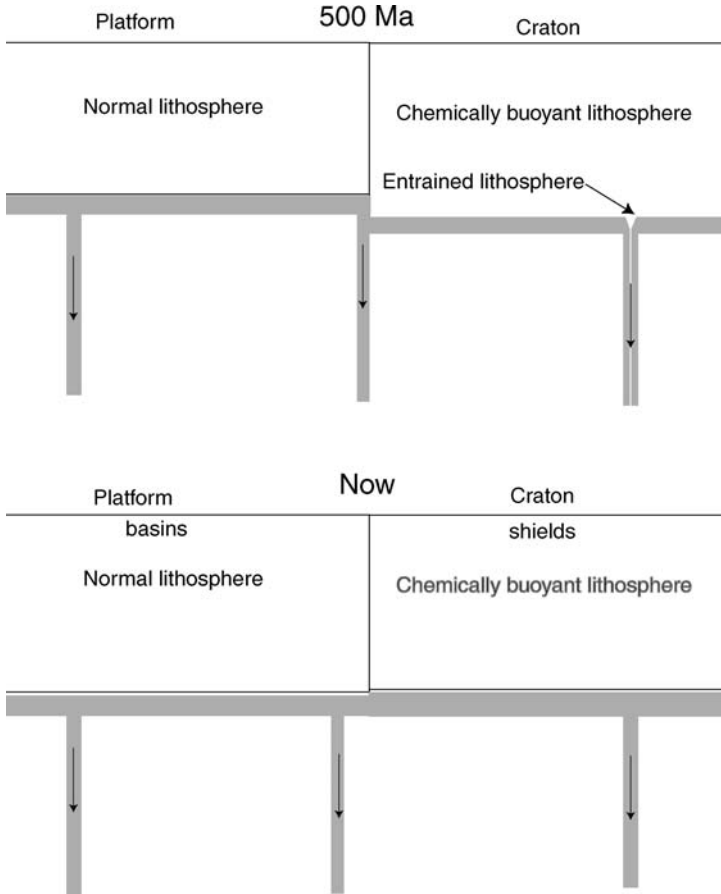 500 Ma
Platform
Craton
Normal lithosphere
Chemically buoyant lithosphere
Entrained lithosphere
Now
Platform
Craton
basins
shields
Normal lithosphere
Chemically buoyant lithosphere